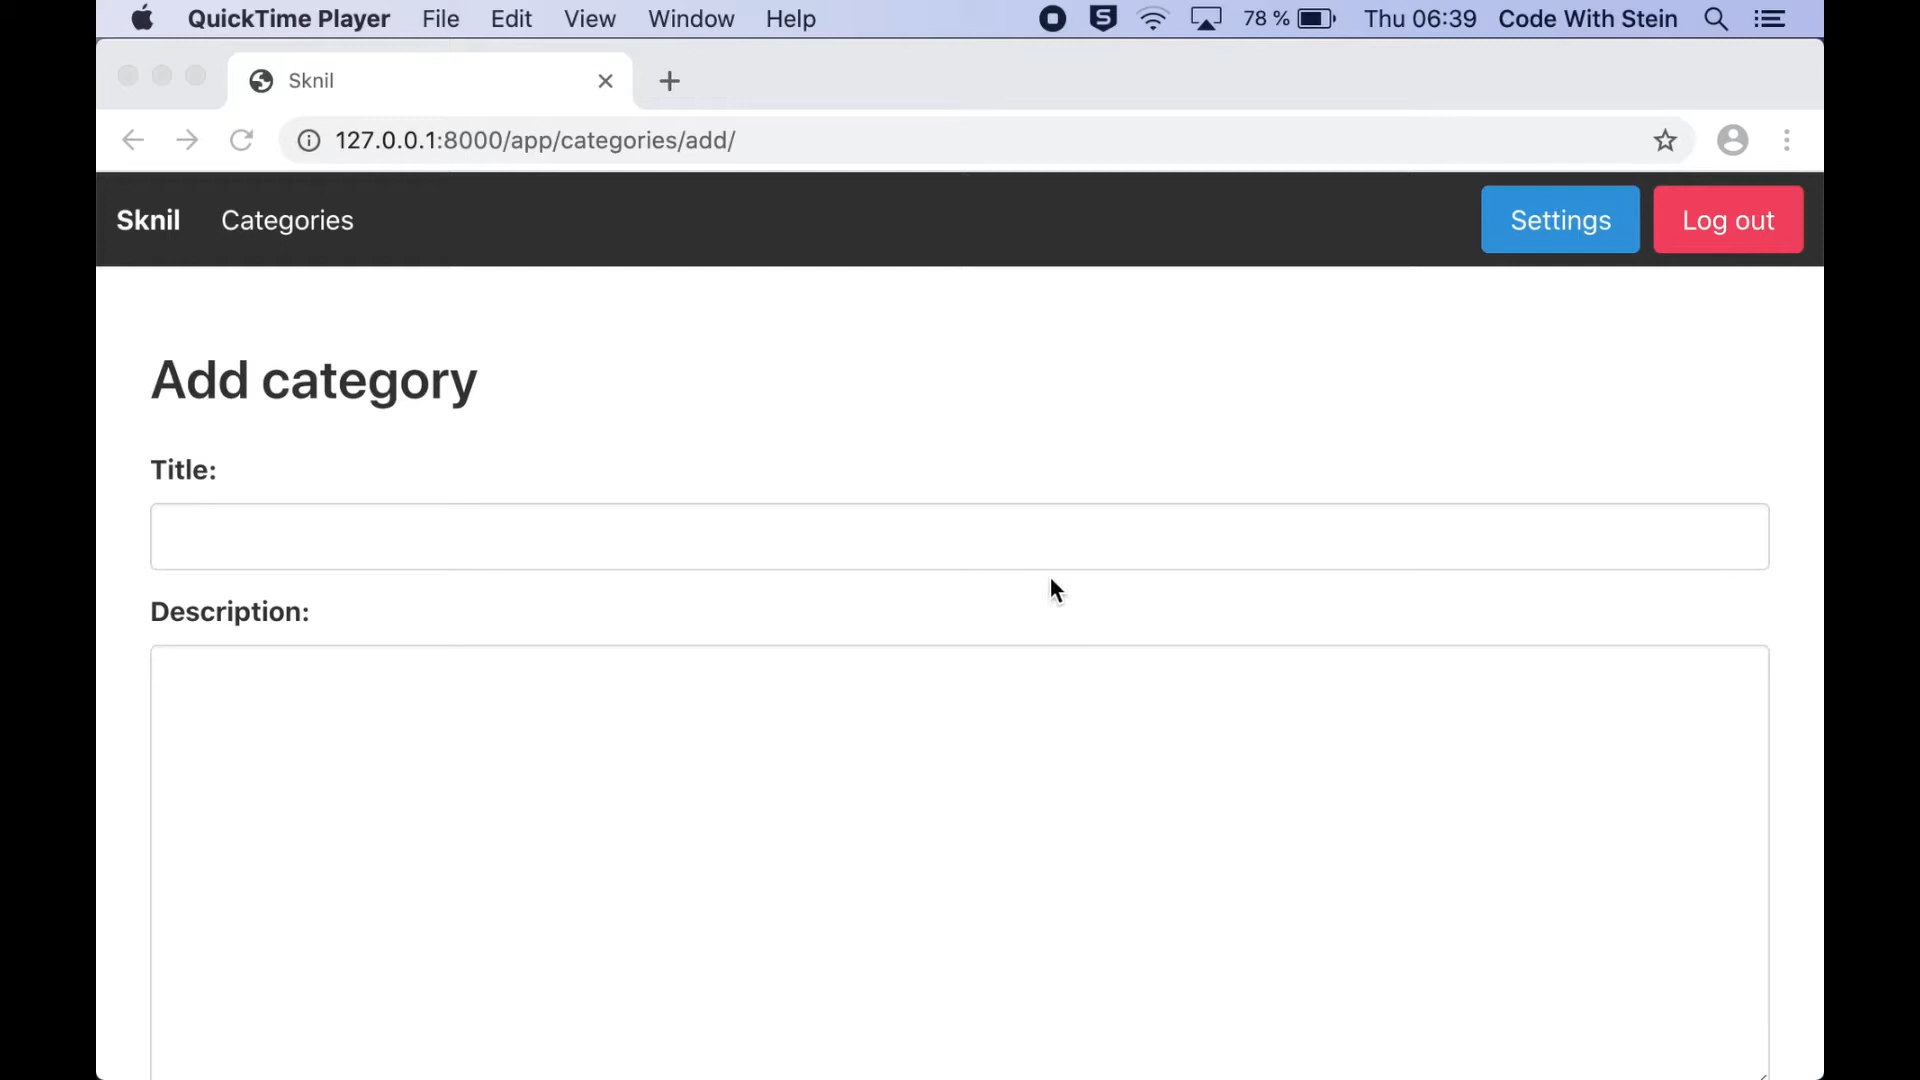 QuickTime Player File Edit View Window Help 78 % Thu 06:39 Code With Stein
Sknil
127.0.0.1:8000/app/categories/add/
Sknil Categories Settings Log out
Add category
Title:
Description: